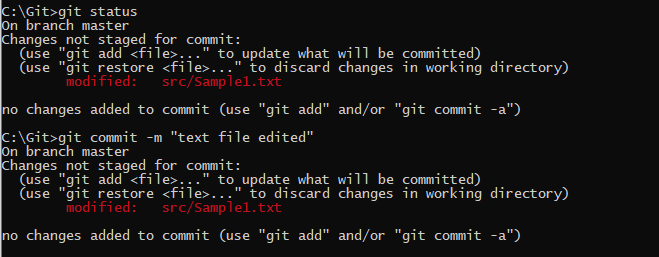 C:\Git>git status
On branch master
Changes not staged for commit:
  (use "git add <file>..." to update what will be committed)
  (use "git restore <file>..." to discard changes in working directory)
        modified:   src/Sample1.txt

no changes added to commit (use "git add" and/or "git commit -a")

C:\Git>git commit -m "text file edited"
On branch master
Changes not staged for commit:
  (use "git add <file>..." to update what will be committed)
  (use "git restore <file>..." to discard changes in working directory)
        modified:   src/Sample1.txt

no changes added to commit (use "git add" and/or "git commit -a")